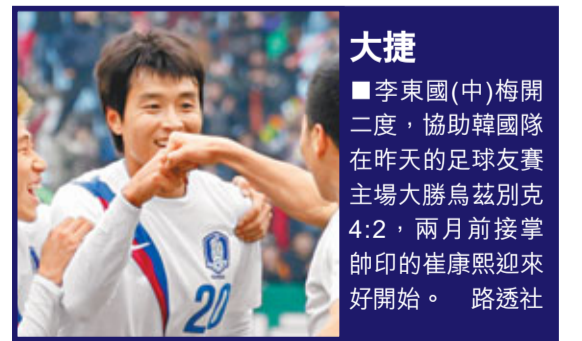 大捷
■李東國(中)梅開
二度，協助韓國隊
在昨天的足球友賽
主場大勝烏茲別克
4:2，兩月前接掌
帥印的崔康熙迎來
好開始。 路透社
20